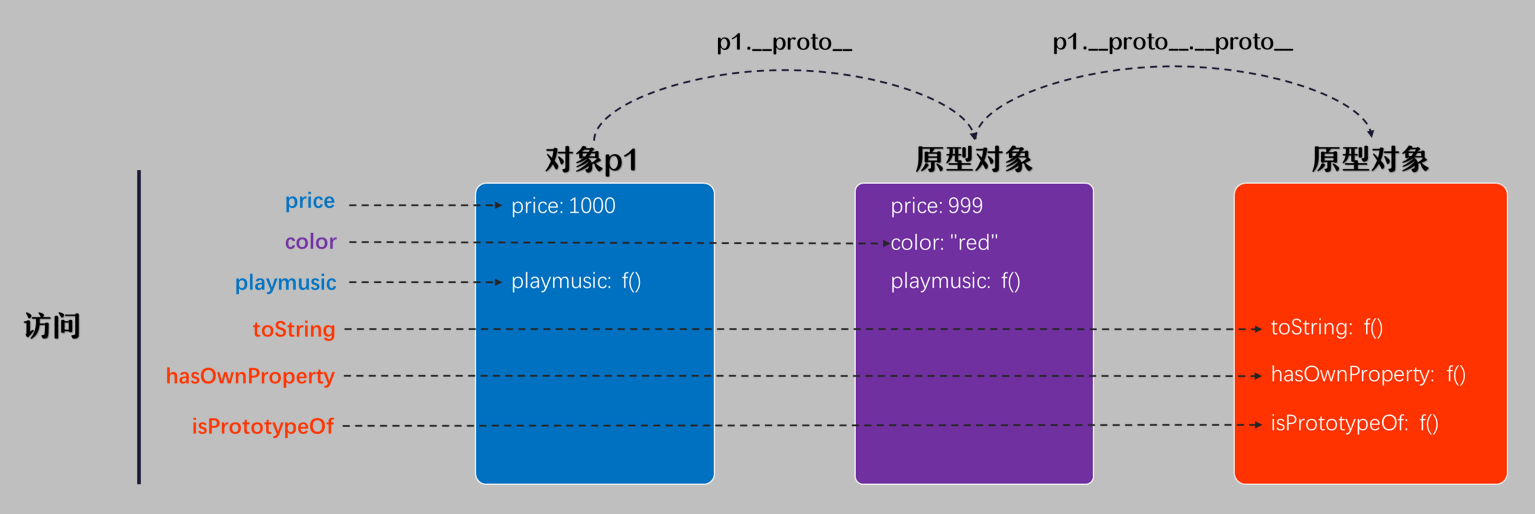 p1.__proto__
p1.__proto__.__proto__
对象p1
原型对象
原型对象
访问
price
color
playmusic
toString
hasOwnProperty
isPrototypeOf
price: 1000
playmusic: f()
price: 999
color: "red"
playmusic: f()
toString: f()
hasOwnProperty: f()
isPrototypeOf: f()